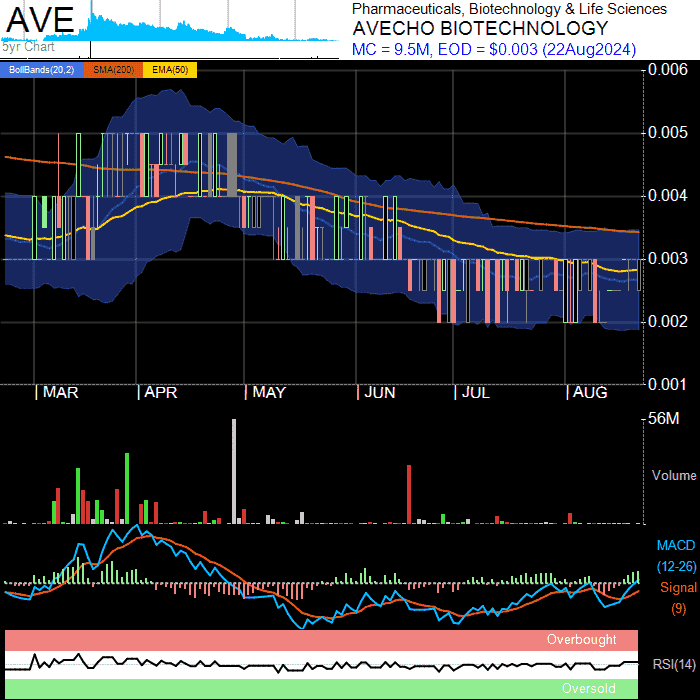 AVE
5yr Chart
Pharmaceuticals, Biotechnology & Life Sciences
AVECHO BIOTECHNOLOGY
MC = 9.5M, EOD = $0.003 (22Aug2024)
BollBands(20,2) SMA(200) EMA(50)
0.006
0.005
0.004
0.003
0.002
0.001
MAR APR MAY JUN JUL AUG
56M
Volume
MACD
(12-26)
Signal
(9)
Overbought
RSI(14)
Oversold